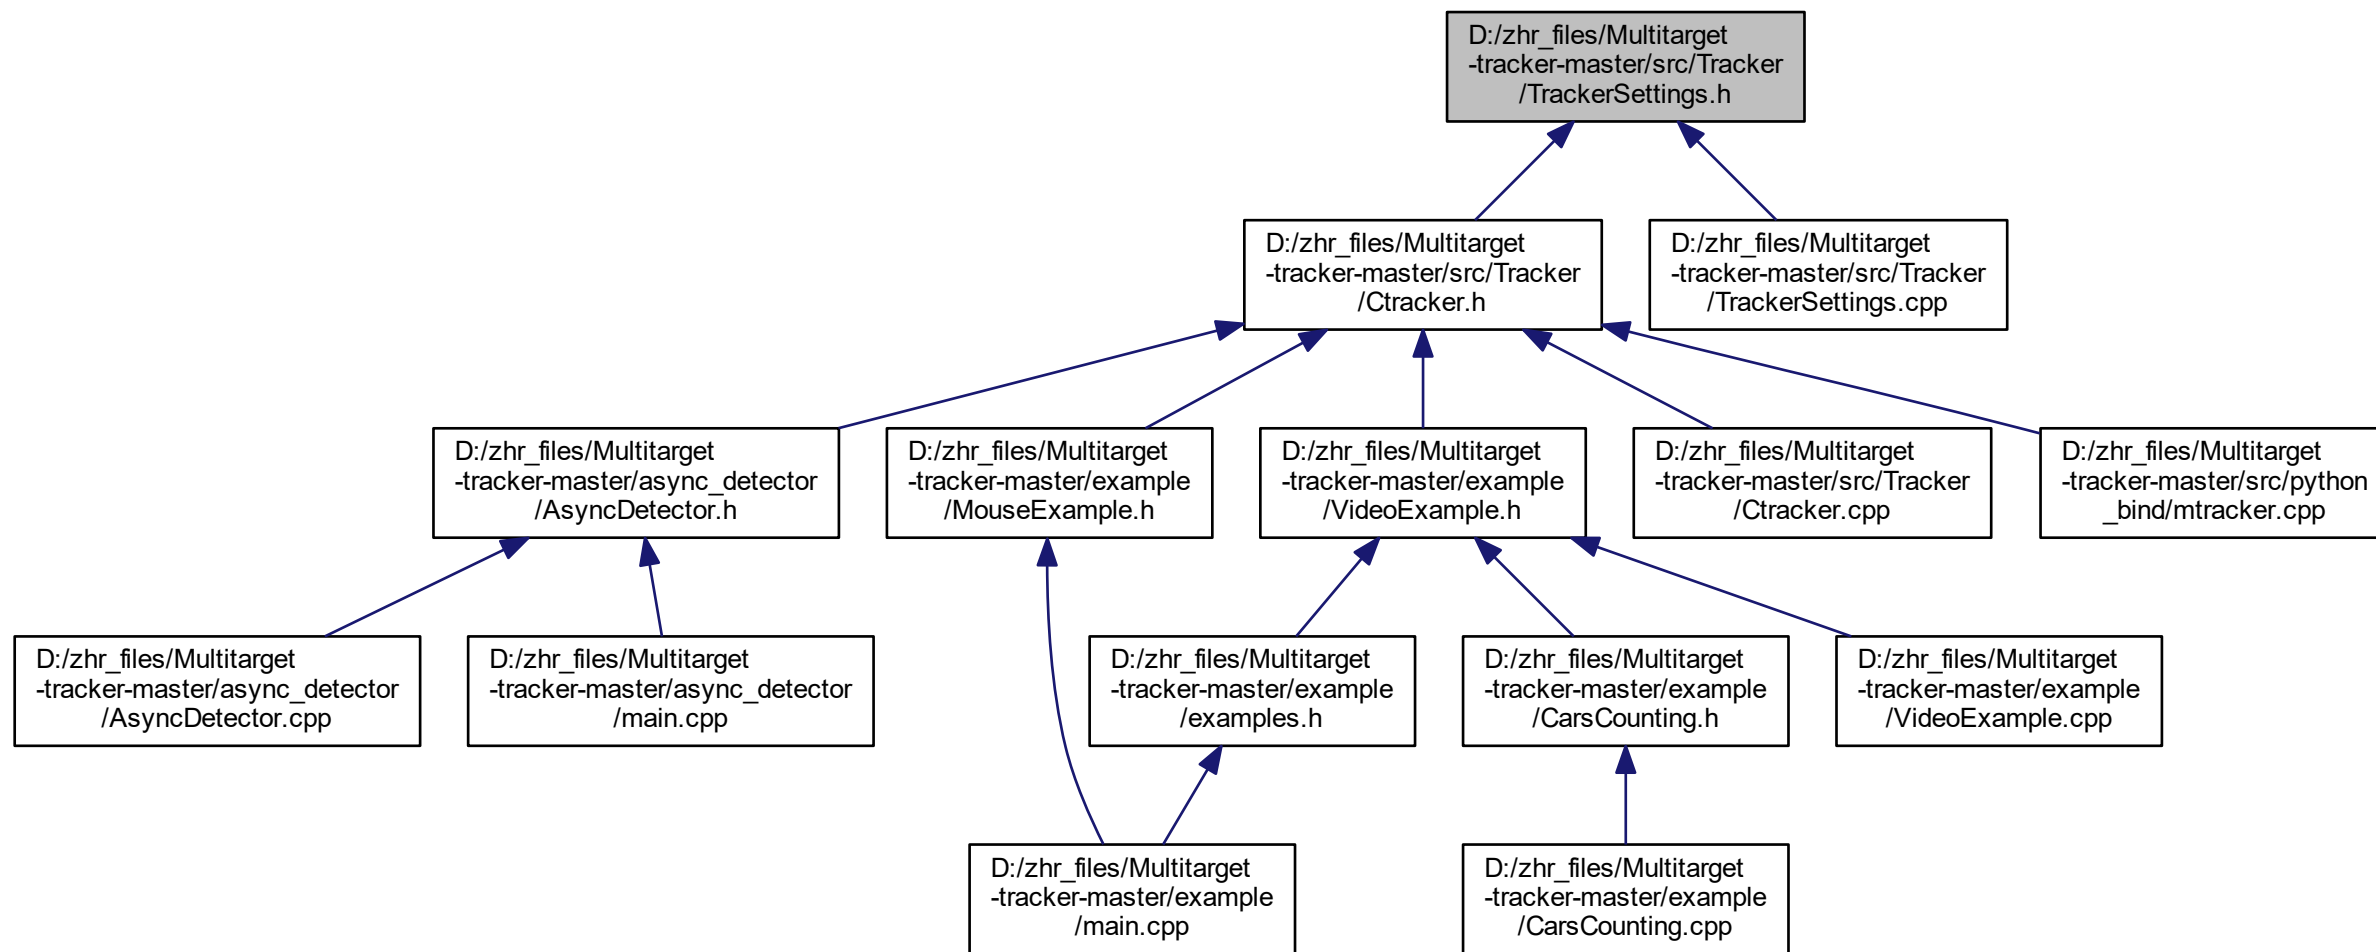 D:/zhr_files/Multitarget
-tracker-master/src/Tracker
/TrackerSettings.h
D:/zhr_files/Multitarget
-tracker-master/src/Tracker
/Ctracker.h
D:/zhr_files/Multitarget
-tracker-master/src/Tracker
/TrackerSettings.cpp
D:/zhr_files/Multitarget
-tracker-master/async_detector
/AsyncDetector.h
D:/zhr_files/Multitarget
-tracker-master/example
/MouseExample.h
D:/zhr_files/Multitarget
-tracker-master/example
/VideoExample.h
D:/zhr_files/Multitarget
-tracker-master/src/Tracker
/Ctracker.cpp
D:/zhr_files/Multitarget
-tracker-master/src/python
_bind/mtracker.cpp
D:/zhr_files/Multitarget
-tracker-master/async_detector
/AsyncDetector.cpp
D:/zhr_files/Multitarget
-tracker-master/async_detector
/main.cpp
D:/zhr_files/Multitarget
-tracker-master/example
/examples.h
D:/zhr_files/Multitarget
-tracker-master/example
/CarsCounting.h
D:/zhr_files/Multitarget
-tracker-master/example
/VideoExample.cpp
D:/zhr_files/Multitarget
-tracker-master/example
/main.cpp
D:/zhr_files/Multitarget
-tracker-master/example
/CarsCounting.cpp